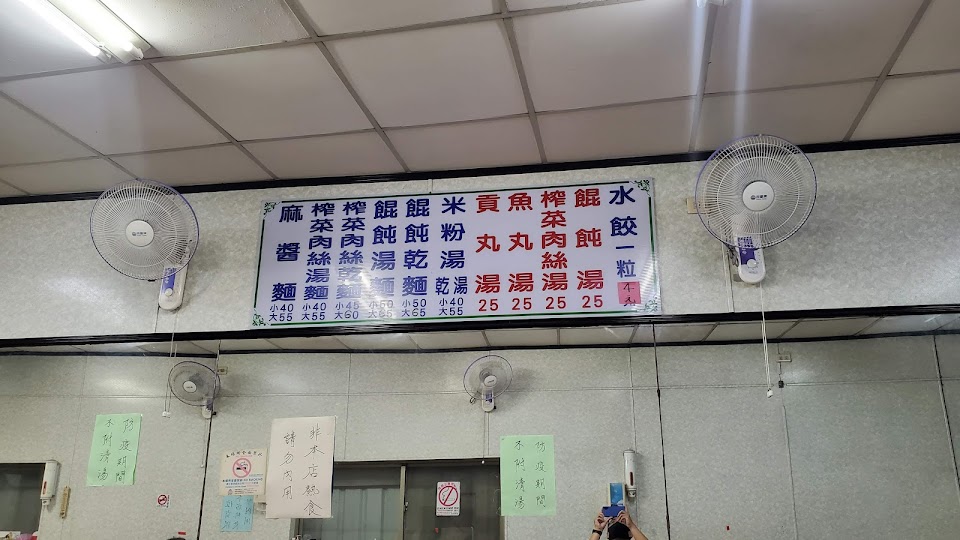 水餃一粒
餛飩湯 25
榨菜肉絲湯 25
魚丸湯 25
貢丸湯 25
米粉湯 乾湯 小40 大55
餛飩乾麵 小50 大65
餛飩湯麵 小50 大65
榨菜肉絲乾麵 小45 大60
榨菜肉絲湯麵 小40 大55
麻醬麵 小40 大55
防疫期間
不附清湯
非本店熟食
請勿內用
防疫期間
不附清湯